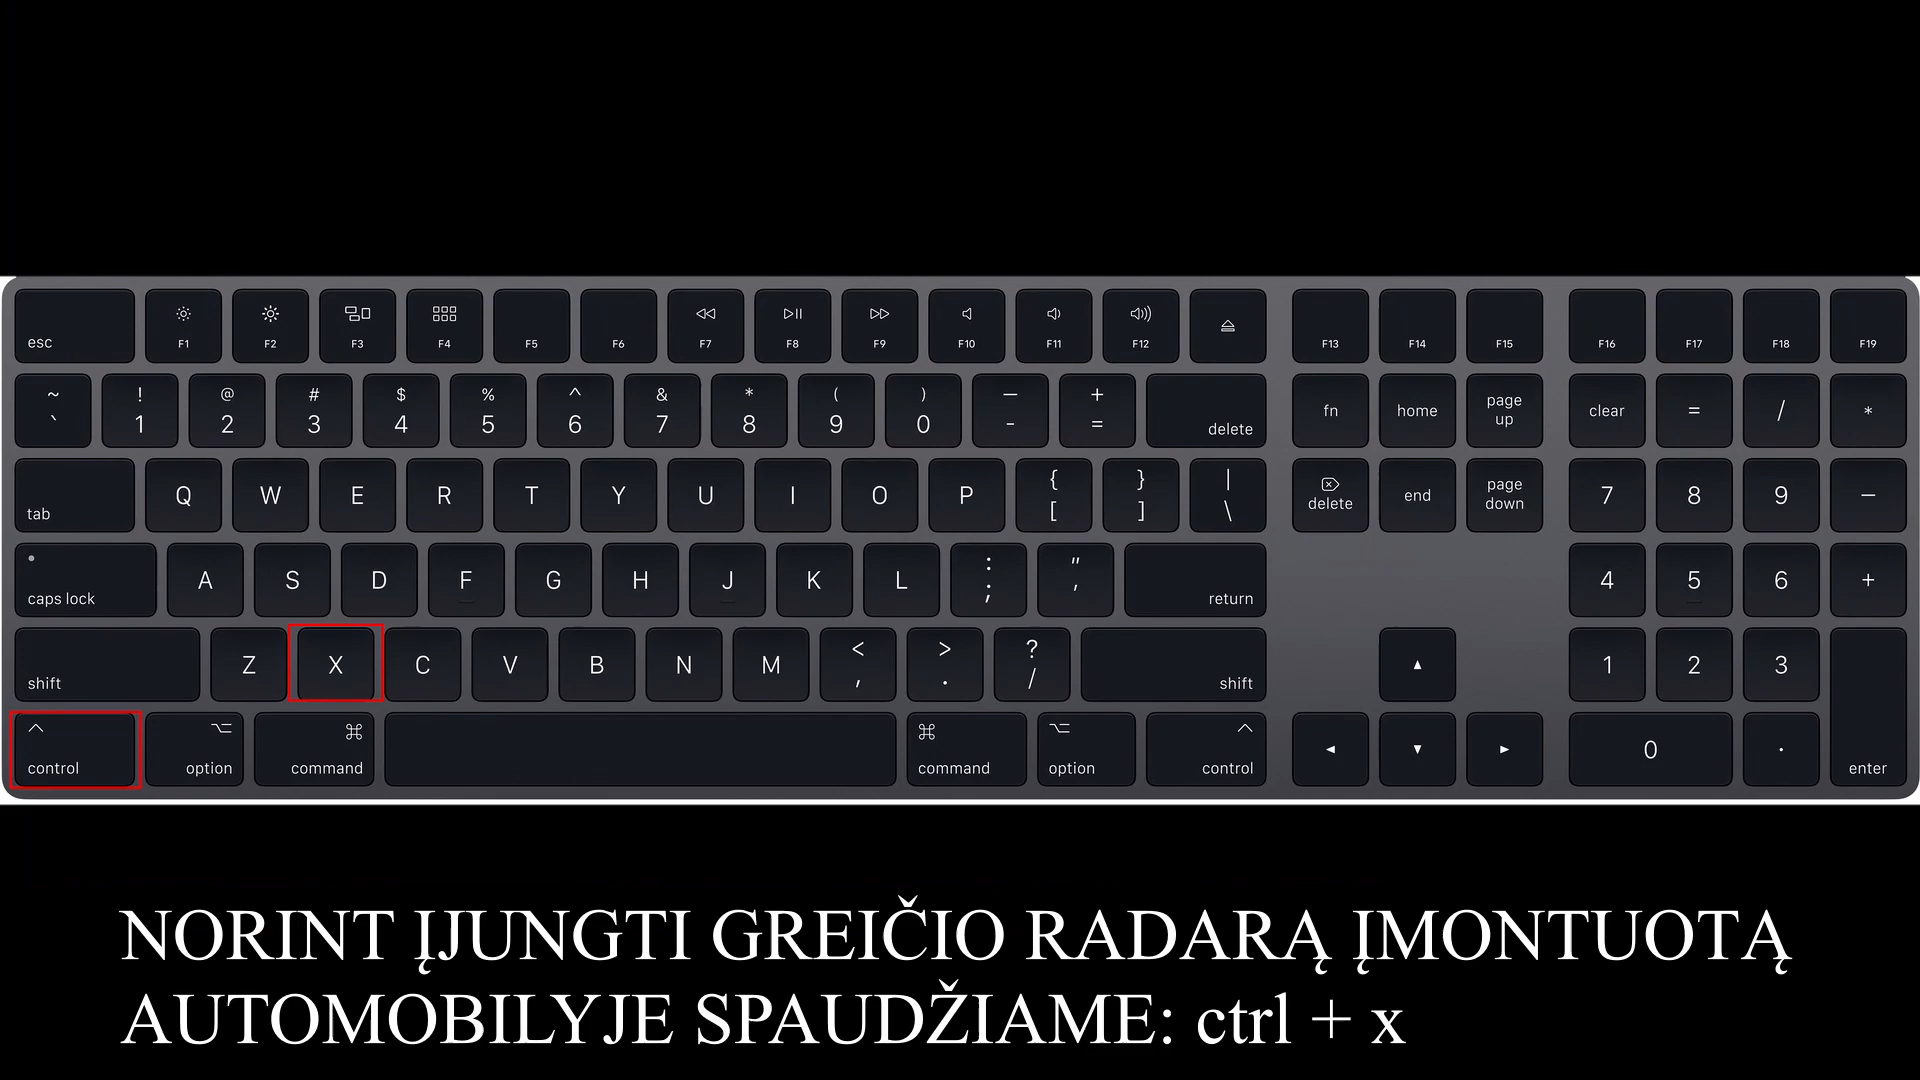 esc F1 F2 F3 F4 F5 F6 F7 F8 F9 F10 F11 F12 F13 F14 F15 F16 F17 F18 F19
~ ! @ # $ % ^ & * ( ) — +
` 1 2 3 4 5 6 7 8 9 0 - = delete fn home page up clear = / *
tab Q W E R T Y U I O P { [ } ] | \ delete end page down 7 8 9 −
caps lock A S D F G H J K L : ; " ' return 4 5 6 +
shift Z X C V B N M < , > . ? / shift 1 2 3
control option command command option control 0 . enter
NORINT ĮJUNGTI GREIČIO RADARĄ ĮMONTUOTĄ
AUTOMOBILYJE SPAUDŽIAME: ctrl + x